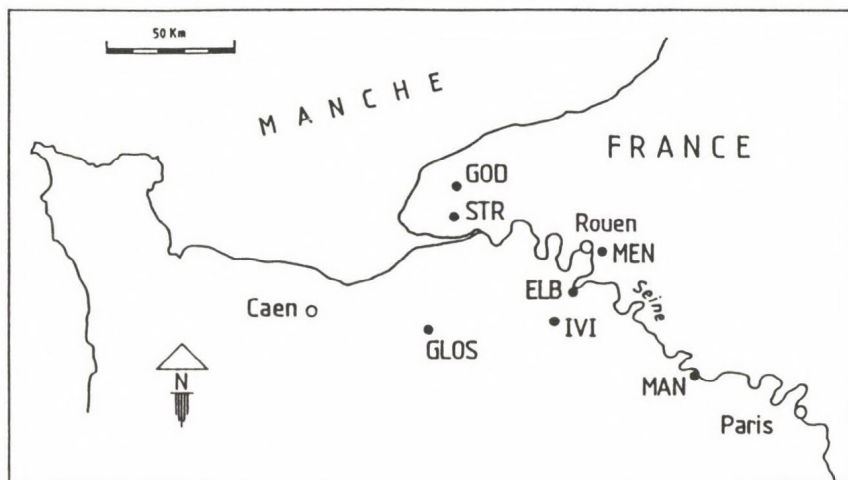 50 Km
MANCHE
FRANCE
GOD
STR
Rouen
MEN
ELB
Seine
Caen
IVI
GLOS
N
MAN
Paris